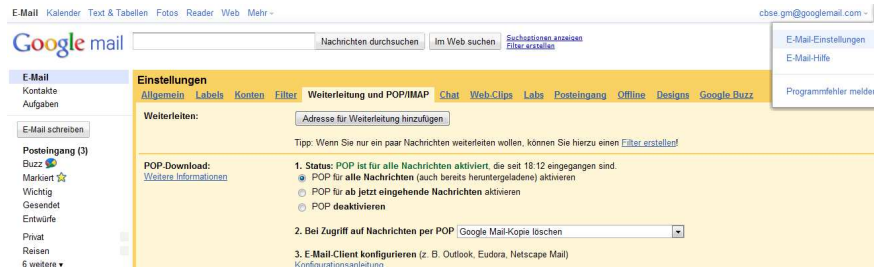 E-Mail Kalender Text & Tabellen Fotos Reader Web Mehr
cbse.gm@googlemail.com
Google mail
Nachrichten durchsuchen Im Web suchen Suchoptionen anzeigen
Filter erstellen
E-Mail-Einstellungen
E-Mail-Hilfe
Programmfehler melden
E-Mail
Kontakte
Aufgaben
E-Mail schreiben
Posteingang (3)
Buzz
Markiert
Wichtig
Gesendet
Entwürfe
Privat
Reisen
6 weitere ▾
Einstellungen
Allgemein Labels Konten Filter Weiterleitung und POP/IMAP Chat Web-Clips Labs Posteingang Offline Designs Google Buzz
Weiterleiten: Adresse für Weiterleitung hinzufügen
Tipp: Wenn Sie nur ein paar Nachrichten weiterleiten wollen, können Sie hierzu einen Filter erstellen!
POP-Download: 1. Status: POP ist für alle Nachrichten aktiviert, die seit 18:12 eingegangen sind.
Weitere Informationen POP für alle Nachrichten (auch bereits heruntergeladene) aktivieren
POP für ab jetzt eingehende Nachrichten aktivieren
POP deaktivieren
2. Bei Zugriff auf Nachrichten per POP Google Mail-Kopie löschen
3. E-Mail-Client konfigurieren (z. B. Outlook, Eudora, Netscape Mail)
Konfigurationsanleitung